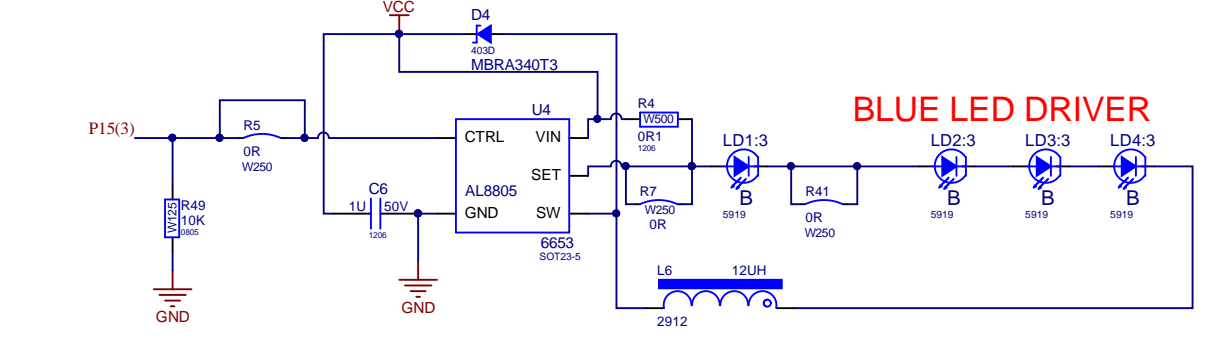 VCC
D4
403D
MBRA340T3
BLUE LED DRIVER
P15(3)
R5
0R
W250
U4
CTRL
VIN
SET
AL8805
GND
SW
6653
SOT23-5
R4
W500
0R1
1206
LD1:3
B
5919
LD2:3
B
5919
LD3:3
B
5919
LD4:3
B
5919
R7
W250
0R
R41
0R
W250
C6
1U
50V
1206
R49
W125
10K
0805
GND
GND
L6
12UH
2912